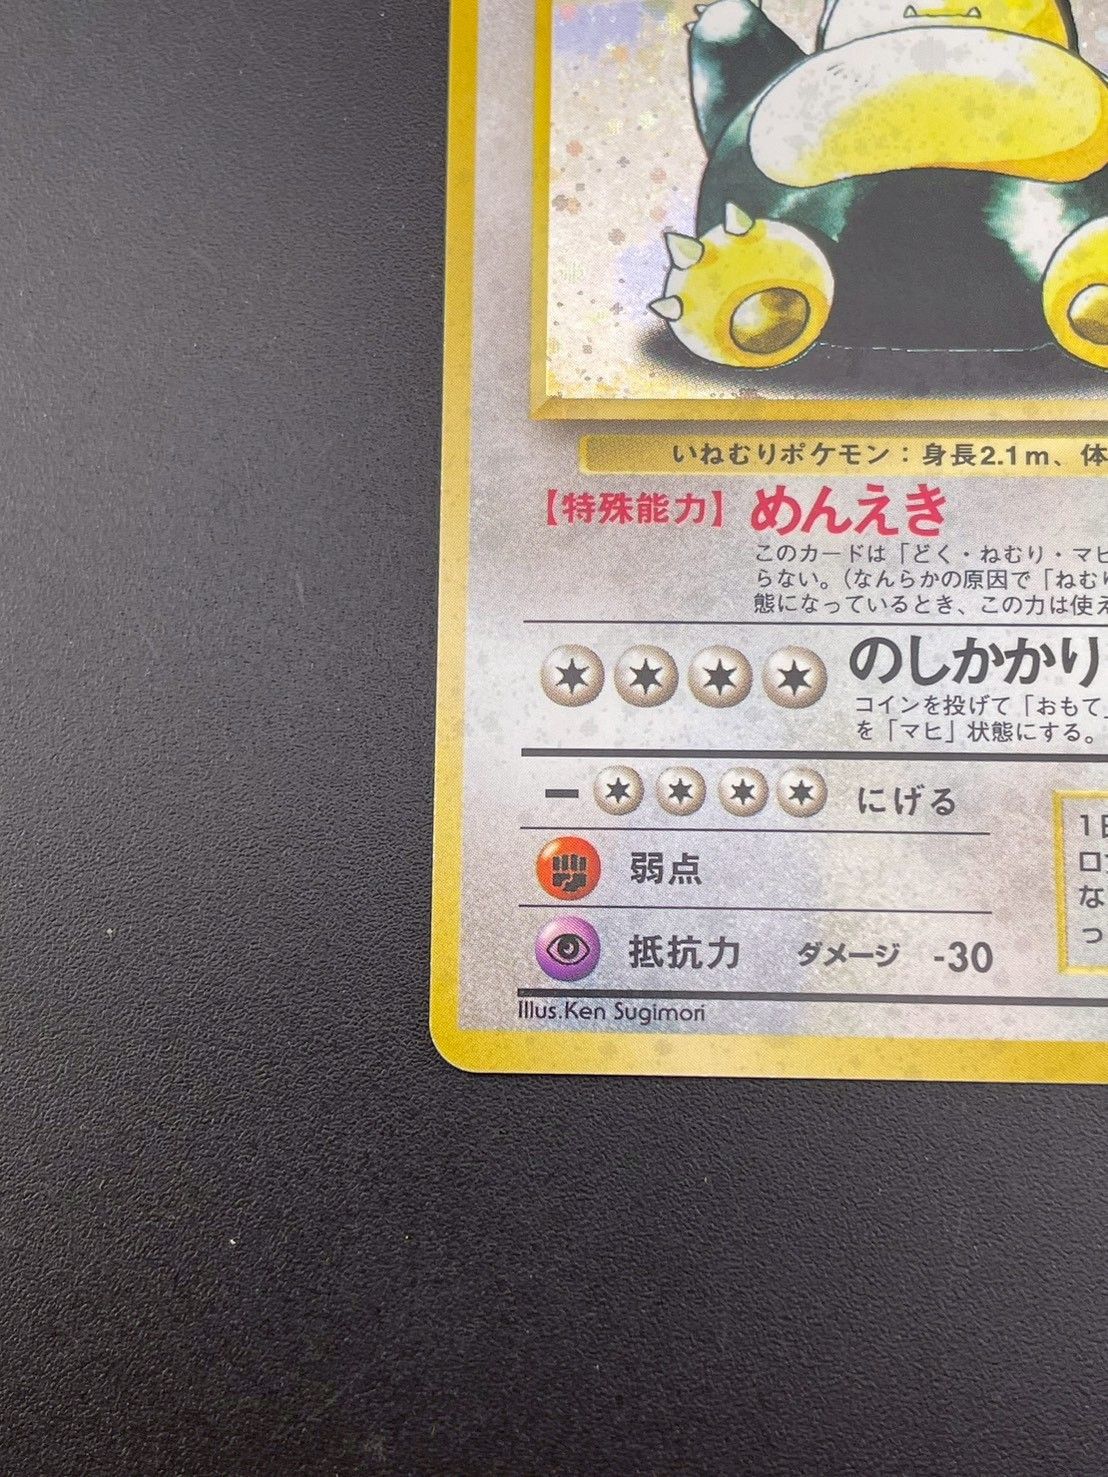 いねむりポケモン：身長2.1m、体
【特殊能力】めんえき
このカードは「どく・ねむり・マヒ
らない。（なんらかの原因で「ねむり
態になっているとき、この力は使え
のしかかり
コインを投げて「おもて」
を「マヒ」状態にする。
ー にげる
弱点
抵抗力 ダメージ -30
1日
ロ
な
っ
Illus.Ken Sugimori